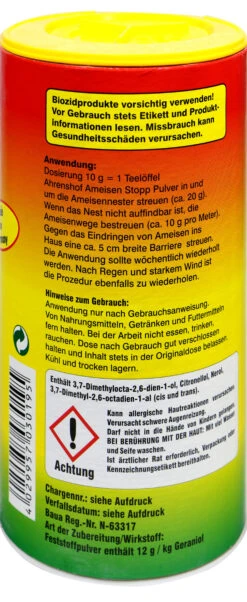 Biozidprodukte vorsichtig verwenden!
Vor Gebrauch stets Etikett und Produkt-
informationen lesen. Missbrauch kann
Gesundheitsschäden verursachen.
Anwendung:
Dosierung 10 g = 1 Teelöffel
Ahrenshof Ameisen Stopp Pulver in und
um die Ameisennester streuen (ca. 20 g).
Wenn das Nest nicht auffindbar ist, die
Ameisenwege bestreuen (ca. 10 g pro Meter).
Gegen das Eindringen von Ameisen ins
Haus eine ca. 5 cm breite Barriere streuen.
Die Anwendung sollte wöchentlich wiederholt
werden. Nach Regen und starkem Wind ist
die Prozedur ebenfalls zu wiederholen.
Hinweise zum Gebrauch:
Anwendung nur nach Gebrauchsanweisung.
Von Nahrungsmitteln, Getränken und Futtermitteln
fern halten. Bei der Arbeit nicht essen, trinken,
rauchen. Dose nach Gebrauch gut verschlossen
halten und Inhalt stets in der Originaldose belassen.
Kühl und trocken lagern.
Enthält 3,7-Dimethylocta-2,6-dien-1-ol, Citronellol, Nerol,
3,7-Dimethyl-2,6-octadien-1-al (cis und trans).
Kann allergische Hautreaktionen verursachen.
Verursacht schwere Augenreizung.
Darf nicht in die Hände von Kindern gelangen.
BEI BERÜHRUNG MIT DER HAUT: Mit viel Wasser
und Seife waschen.
Ist ärztlicher Rat erforderlich, Verpackung oder
Kennzeichnungsetikett bereithalten.
Achtung
Chargennr.: siehe Aufdruck
Verfallsdatum: siehe Aufdruck
Baua Reg.-Nr. N-63317
Art der Zubereitung/Wirkstoff:
Feststoffpulver enthält 12 g / kg Geraniol